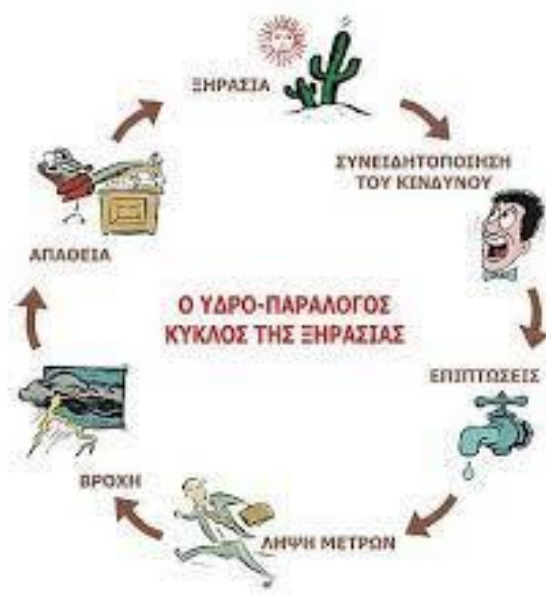 ΞΗΡΑΣΙΑ
ΣΥΝΕΙΔΗΤΟΠΟΙΗΣΗ
ΤΟΥ ΚΙΝΔΥΝΟΥ
ΕΠΙΠΤΩΣΕΙΣ
ΛΗΨΗ ΜΕΤΡΩΝ
ΒΡΟΧΗ
ΑΠΑΘΕΙΑ
Ο ΥΔΡΟ-ΠΑΡΑΛΟΓΟΣ
ΚΥΚΛΟΣ ΤΗΣ ΞΗΡΑΣΙΑΣ